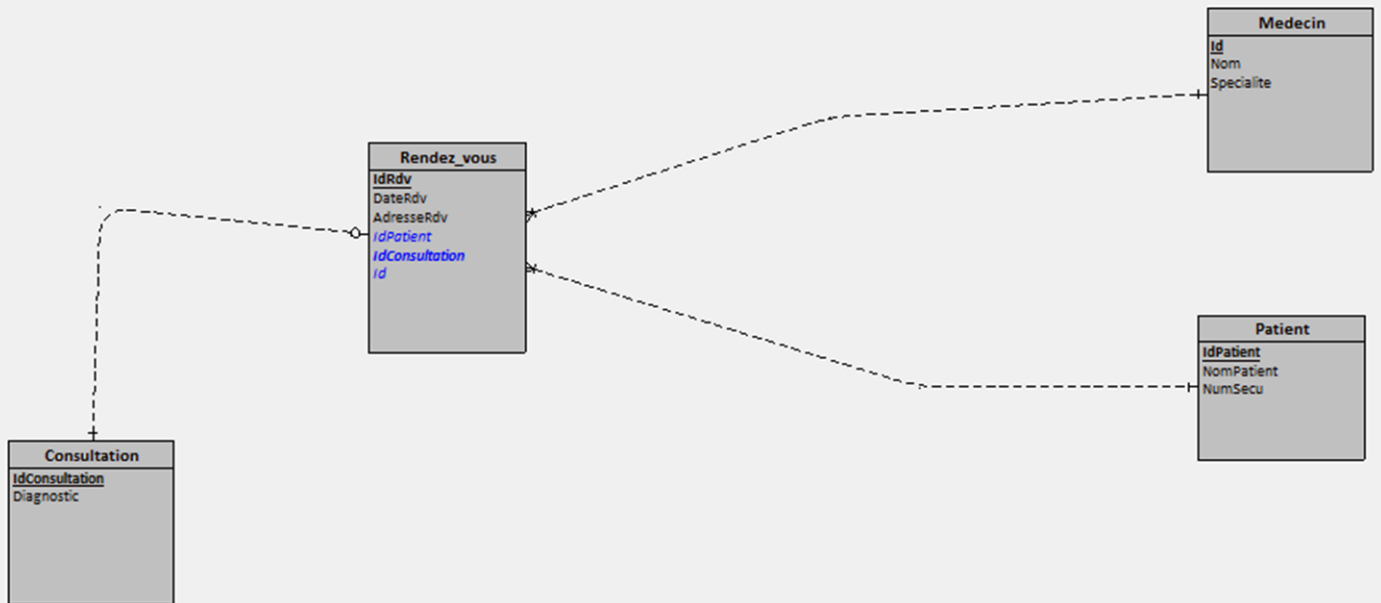 Medecin
Id
Nom
Specialite
Rendez_vous
IdRdv
DateRdv
AdresseRdv
IdPatient
IdConsultation
Id
Patient
IdPatient
NomPatient
NumSecu
Consultation
IdConsultation
Diagnostic